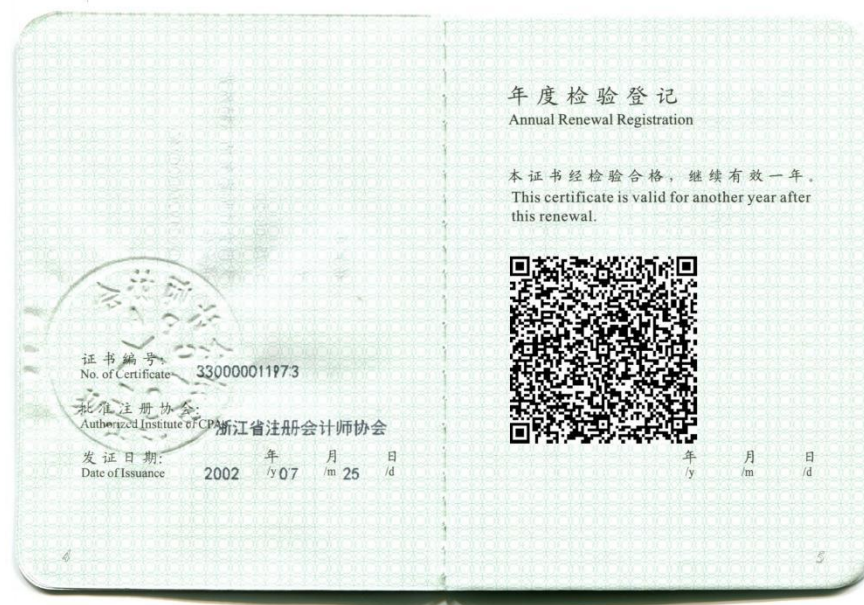 证书编号:
No. of Certificate
330000011973
批准注册协会:
Authorized Institute of CPAs
浙江省注册会计师协会
发证日期: 年 月 日
Date of Issuance 2002 /y 07 /m 25 /d
年度检验登记
Annual Renewal Registration
本证书经检验合格，继续有效一年。
This certificate is valid for another year after
this renewal.
年 月 日
/y /m /d
5